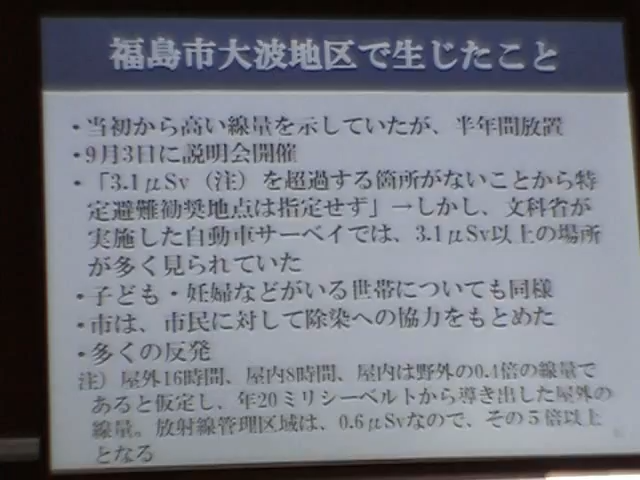 福島市大波地区で生じたこと
・当初から高い線量を示していたが、半年間放置
・9月3日に説明会開催
・「3.1μSv（注）を超過する箇所がないことから特
定避難勧奨地点は指定せず」→しかし、文科省が
実施した自動車サーベイでは、3.1μSv以上の場所
が多く見られていた
・子ども・妊婦などがいる世帯についても同様
・市は、市民に対して除染への協力をもとめた
・多くの反発
注）屋外16時間、屋内8時間、屋内は野外の0.4倍の線量で
あると仮定し、年20ミリシーベルトから導き出した屋外の
線量。放射線管理区域は、0.6μSvなので、その５倍以上
となる